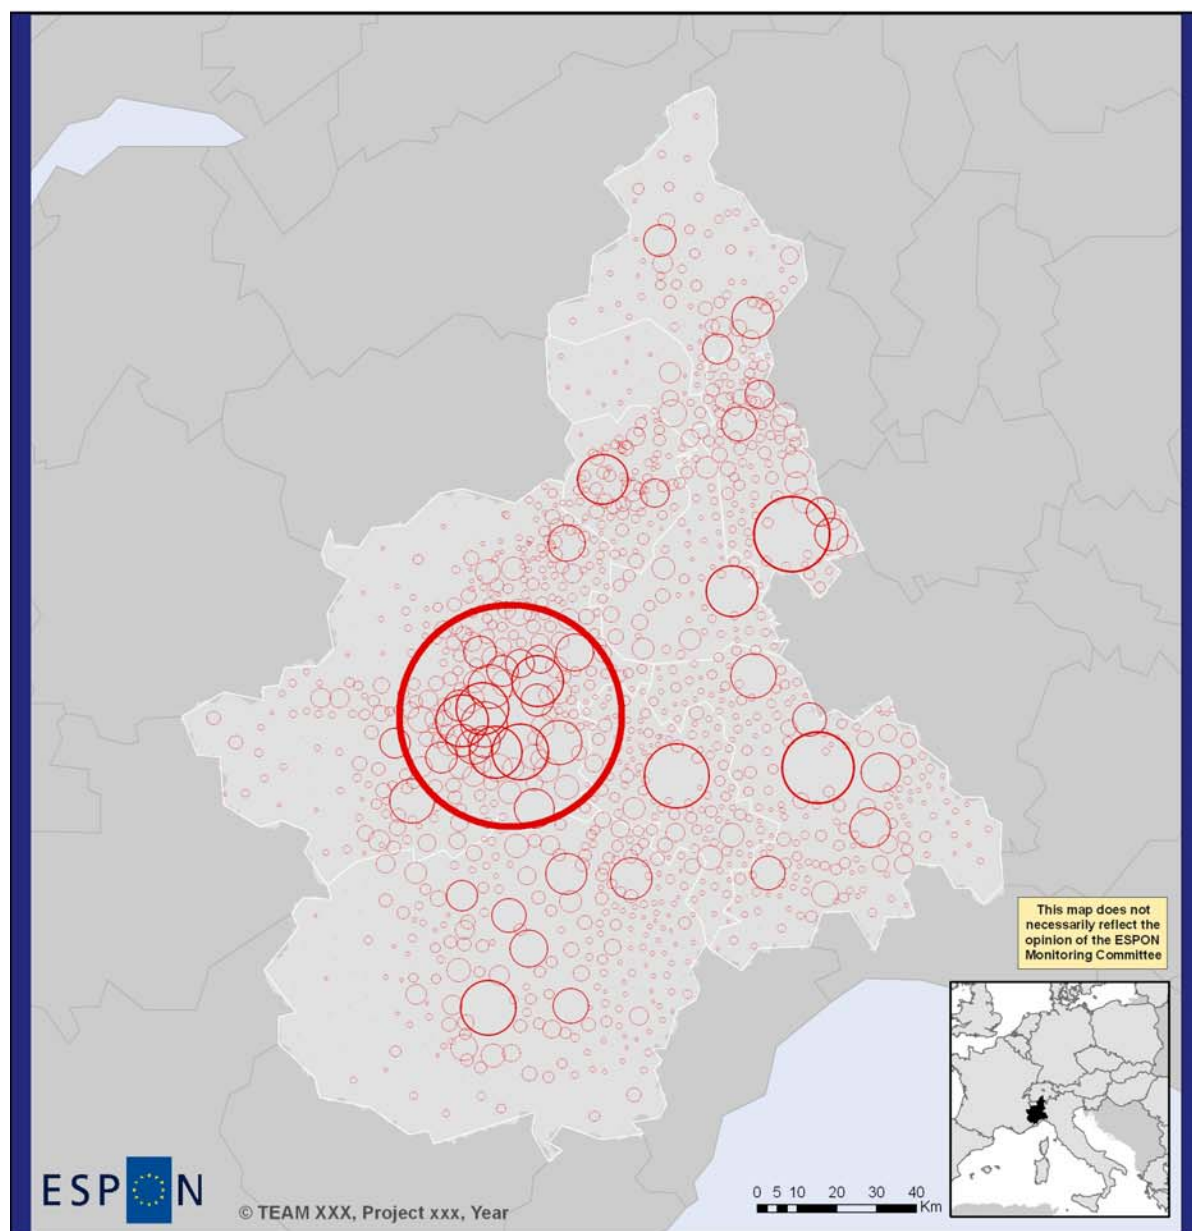 This map does not
necessarily reflect the
opinion of the ESPON
Monitoring Committee
ESPON
© TEAM XXX, Project xxx, Year
0 5 10 20 30 40
Km